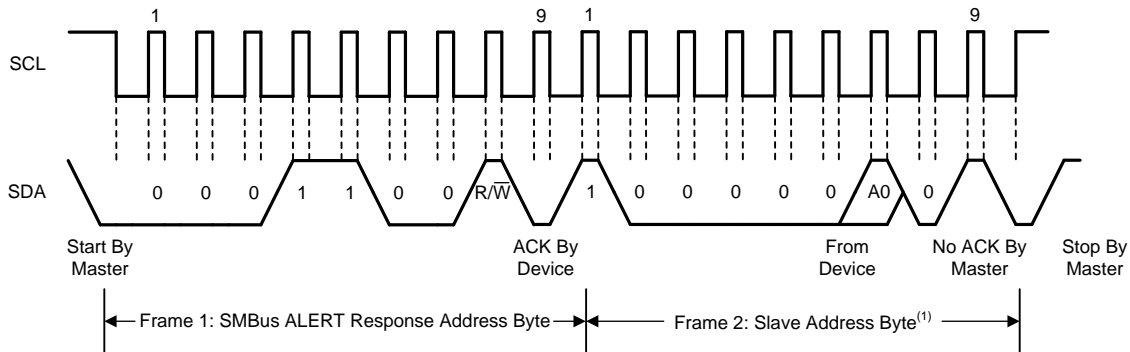 1 9 1 9
SCL
SDA 0 0 0 1 1 0 0 R/W̅ 1 0 0 0 0 0 A0 0
Start By
Master
ACK By
Device
From
Device
No ACK By
Master
Stop By
Master
Frame 1: SMBus ALERT Response Address Byte
Frame 2: Slave Address Byte(1)